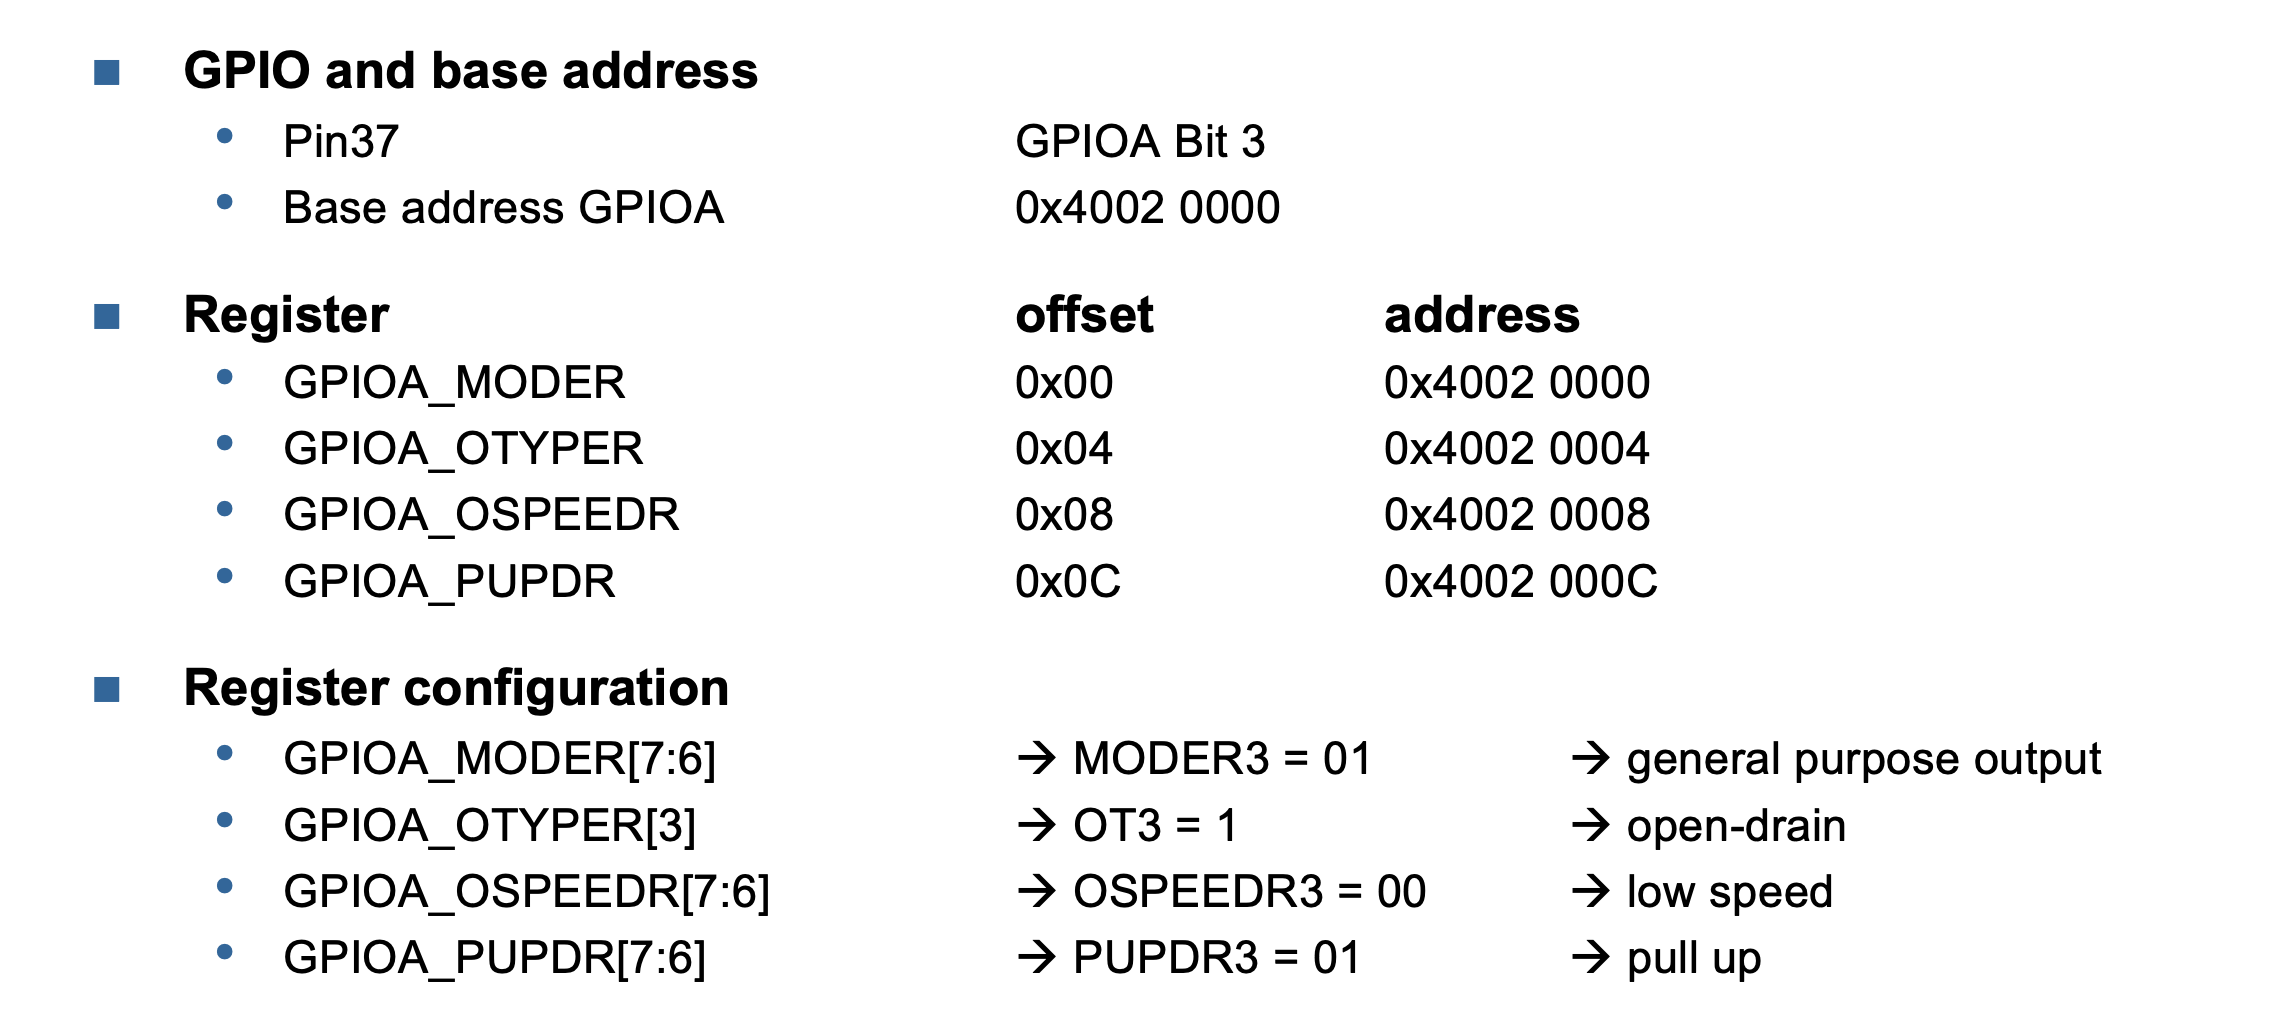 GPIO and base address
Pin37 GPIOA Bit 3
Base address GPIOA 0x4002 0000
Register offset address
GPIOA_MODER 0x00 0x4002 0000
GPIOA_OTYPER 0x04 0x4002 0004
GPIOA_OSPEEDR 0x08 0x4002 0008
GPIOA_PUPDR 0x0C 0x4002 000C
Register configuration
GPIOA_MODER[7:6] → MODER3 = 01 → general purpose output
GPIOA_OTYPER[3] → OT3 = 1 → open-drain
GPIOA_OSPEEDR[7:6] → OSPEEDR3 = 00 → low speed
GPIOA_PUPDR[7:6] → PUPDR3 = 01 → pull up